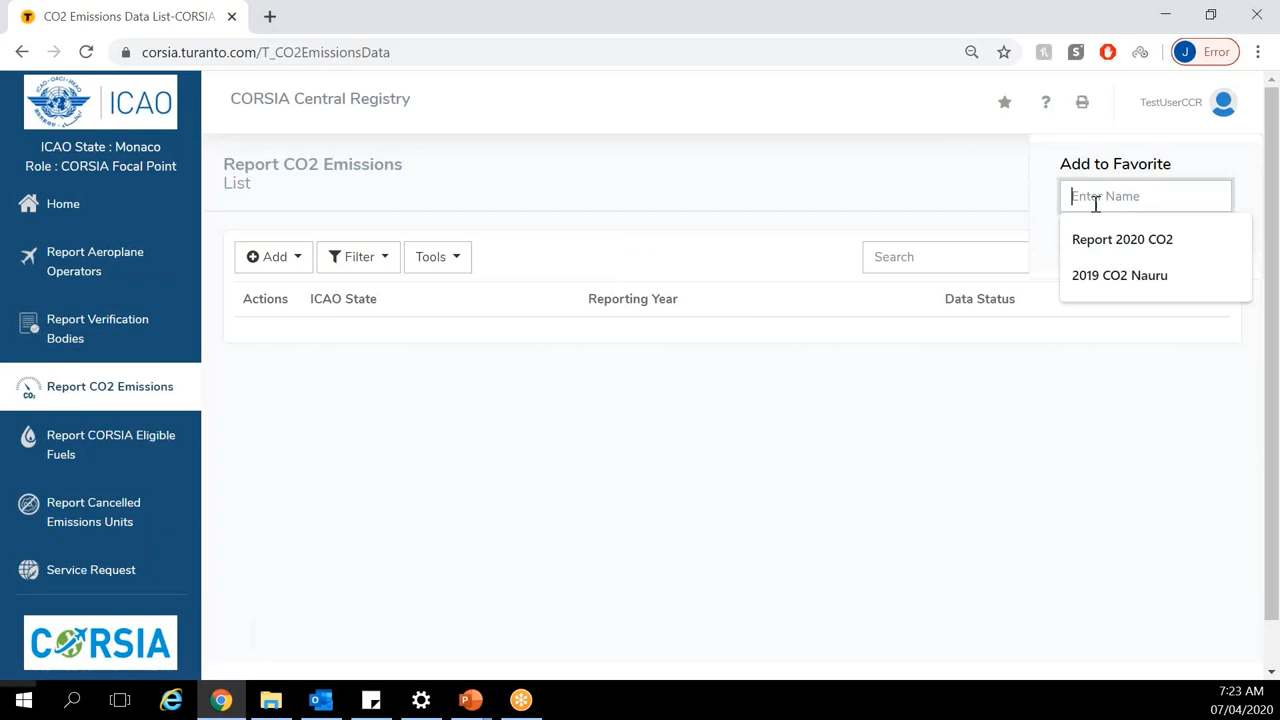 CO2 Emissions Data List-CORSIA
corsia.turanto.com/T_CO2EmissionsData
J Error
ICAO
ICAO State : Monaco
Role : CORSIA Focal Point
Home
Report Aeroplane
Operators
Report Verification
Bodies
CO₂
Report CO2 Emissions
Report CORSIA Eligible
Fuels
Report Cancelled
Emissions Units
Service Request
CORSIA
CORSIA Central Registry
TestUserCCR
Report CO2 Emissions
List
Add to Favorite
Enter Name
Report 2020 CO2
2019 CO2 Nauru
Add
Filter
Tools
Search
Actions
ICAO State
Reporting Year
Data Status
7:23 AM
07/04/2020